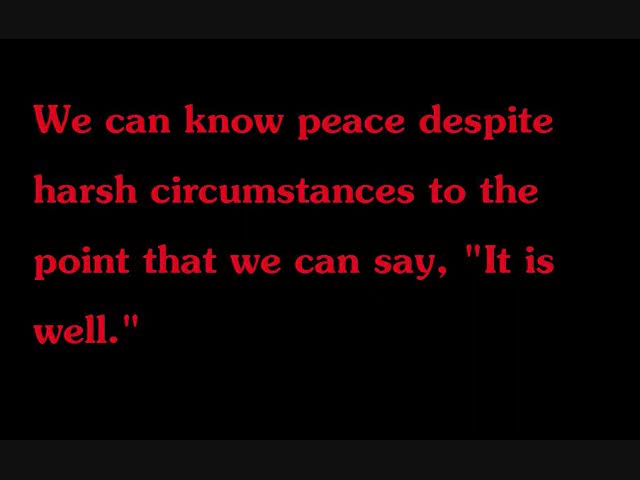 We can know peace despite
harsh circumstances to the
point that we can say, "It is
well."